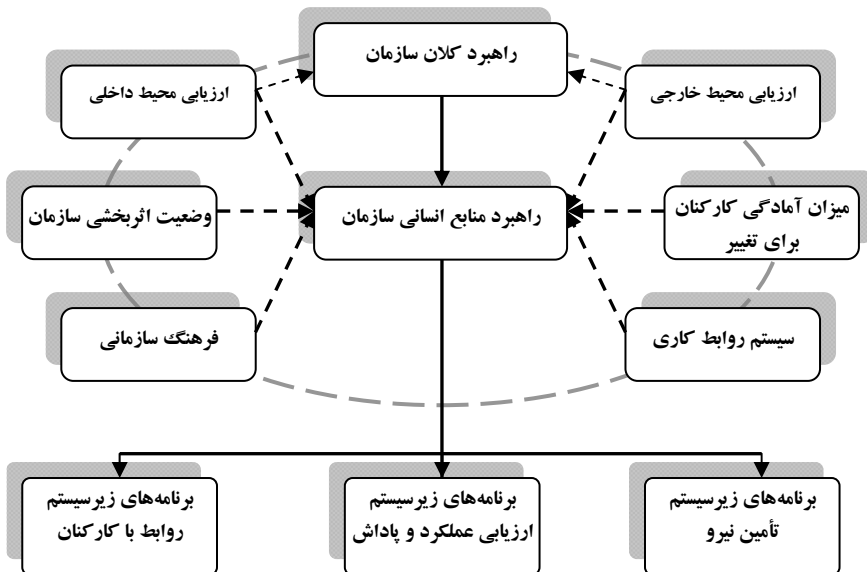 راهبرد کلان سازمان
ارزیابی محیط خارجی
ارزیابی محیط داخلی
راهبرد منابع انسانی سازمان
میزان آمادگی کارکنان
برای تغییر
وضعیت اثربخشی سازمان
سیستم روابط کاری
فرهنگ سازمانی
برنامه‌های زیرسیستم
تأمین نیرو
برنامه‌های زیرسیستم
ارزیابی عملکرد و پاداش
برنامه‌های زیرسیستم
روابط با کارکنان